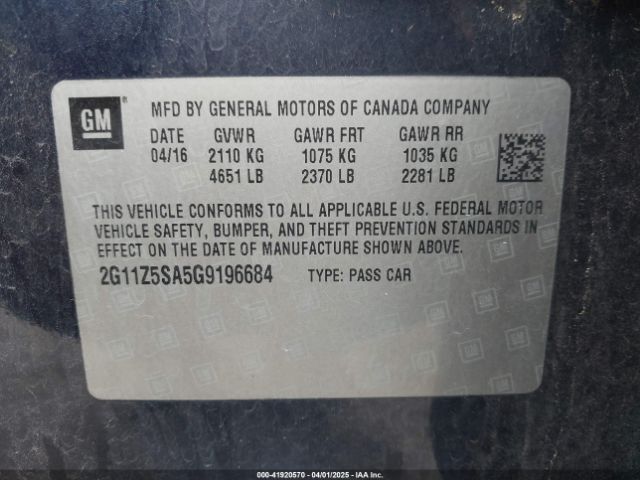 GM
MFD BY GENERAL MOTORS OF CANADA COMPANY
DATE GVWR GAWR FRT GAWR RR
04/16 2110 KG 1075 KG 1035 KG
4651 LB 2370 LB 2281 LB
THIS VEHICLE CONFORMS TO ALL APPLICABLE U.S. FEDERAL MOTOR
VEHICLE SAFETY, BUMPER, AND THEFT PREVENTION STANDARDS IN
EFFECT ON THE DATE OF MANUFACTURE SHOWN ABOVE.
2G11Z5SA5G9196684 TYPE: PASS CAR
000-41920570 | 04/01/2025 | IAA Inc.